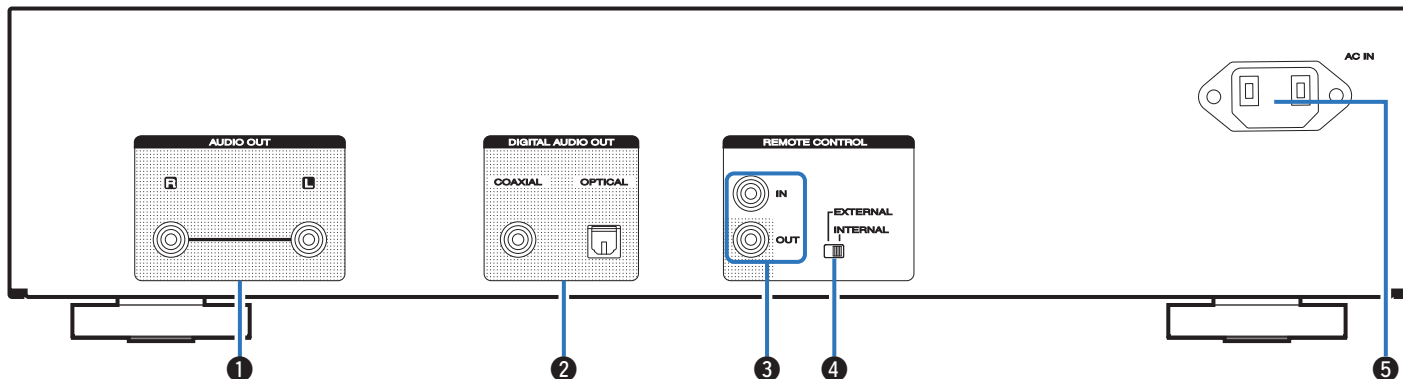 AC IN
AUDIO OUT
R L
DIGITAL AUDIO OUT
COAXIAL OPTICAL
REMOTE CONTROL
IN
OUT
EXTERNAL
INTERNAL
1 2 3 4 5